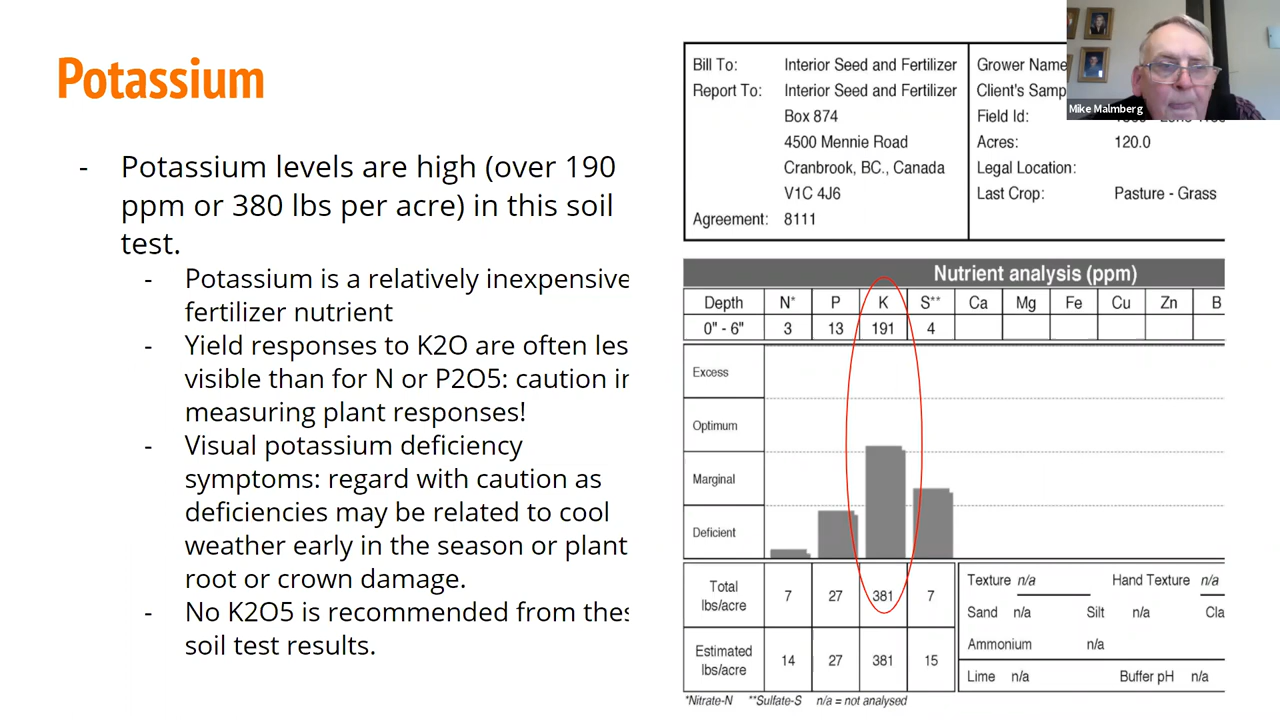 Potassium
- Potassium levels are high (over 190
ppm or 380 lbs per acre) in this soil
test.
- Potassium is a relatively inexpensive
fertilizer nutrient
- Yield responses to K2O are often les
visible than for N or P2O5: caution in
measuring plant responses!
- Visual potassium deficiency
symptoms: regard with caution as
deficiencies may be related to cool
weather early in the season or plant
root or crown damage.
- No K2O5 is recommended from thes
soil test results.
Mike Malmberg
Bill To: Interior Seed and Fertilizer
Report To: Interior Seed and Fertilizer
Box 874
4500 Mennie Road
Cranbrook, BC., Canada
V1C 4J6
Agreement: 8111
Grower Name
Client's Samp
Field Id:
Acres: 120.0
Legal Location:
Last Crop: Pasture - Grass
Nutrient analysis (ppm)
Depth N* P K S** Ca Mg Fe Cu Zn B
0" - 6" 3 13 191 4
Excess
Optimum
Marginal
Deficient
Total
lbs/acre 7 27 381 7
Estimated
lbs/acre 14 27 381 15
Texture n/a Hand Texture n/a
Sand n/a Silt n/a Cla
Ammonium n/a
Lime n/a Buffer pH n/a
*Nitrate-N **Sulfate-S n/a = not analysed